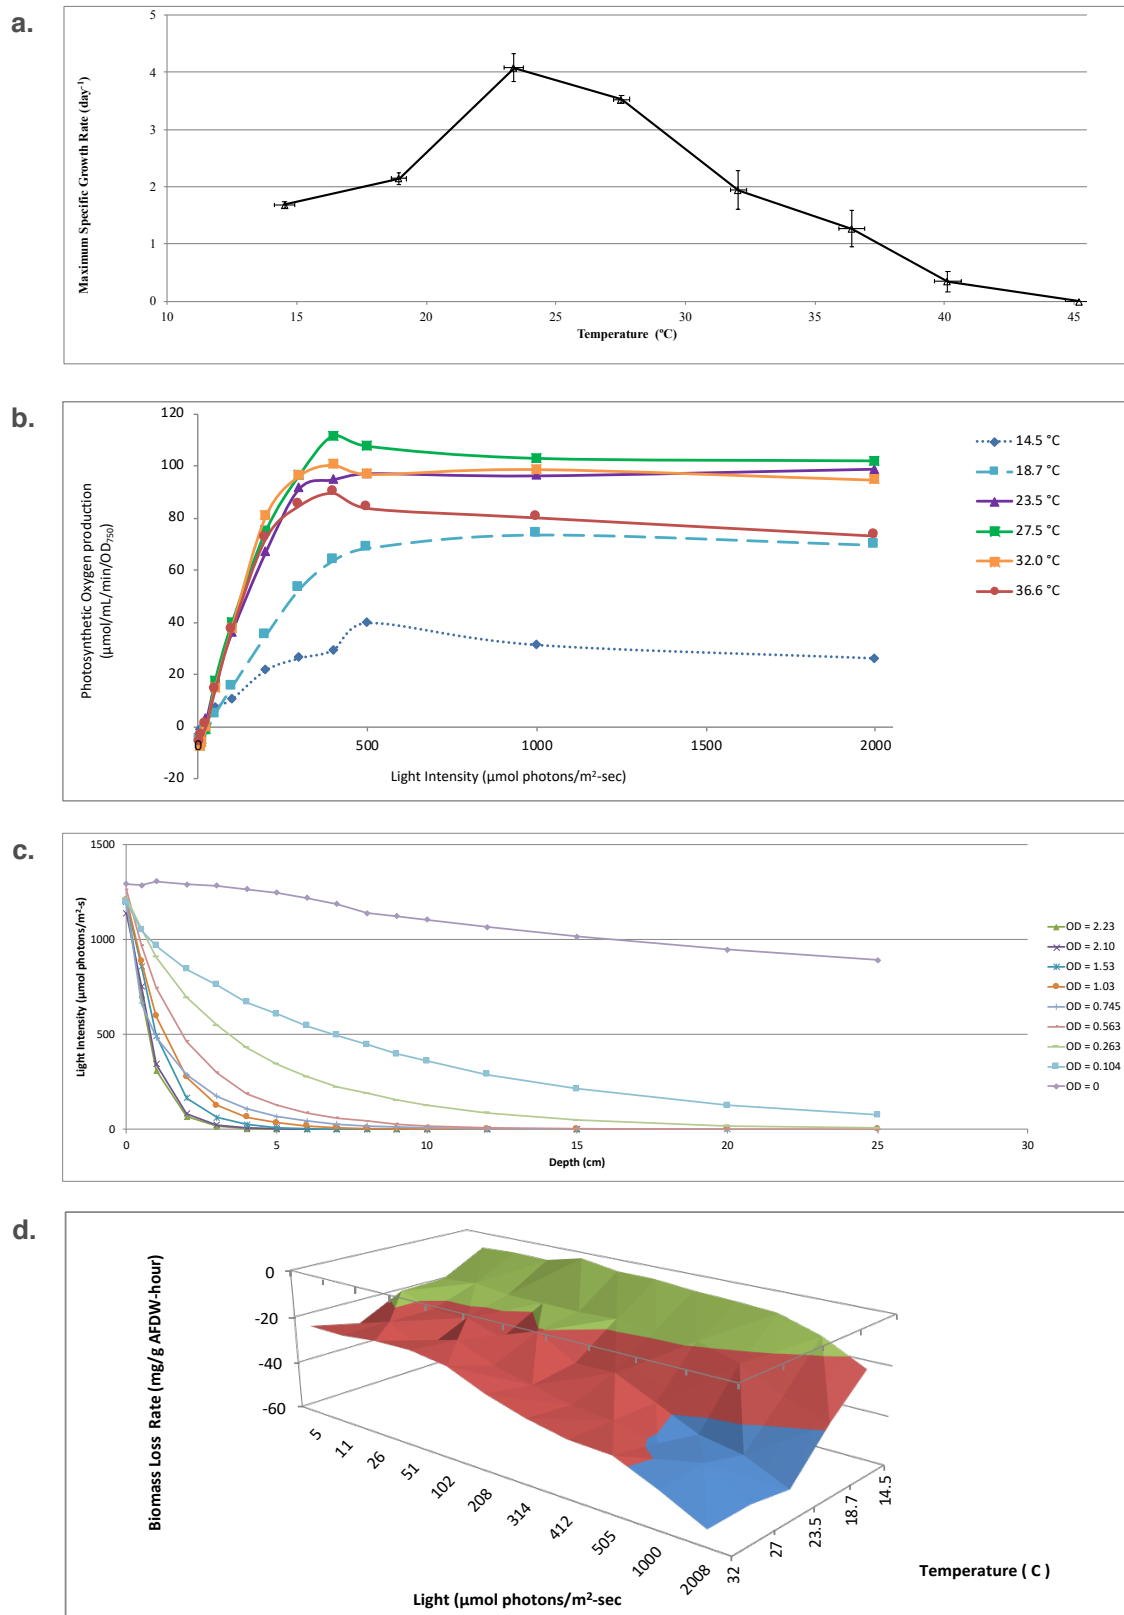 a.
5
4
3
2
1
0
10 15 20 25 30 35 40 45
Maximum Specific Growth Rate (day⁻¹)
Temperature (ºC)
b.
120
100
80
60
40
20
0
-20
0 500 1000 1500 2000
Photosynthetic Oxygen production
(µmol/mL/min/OD₇₅₀)
Light Intensity (µmol photons/m²-sec)
14.5 °C
18.7 °C
23.5 °C
27.5 °C
32.0 °C
36.6 °C
c.
1500
1000
500
0
0 5 10 15 20 25 30
Light Intensity (µmol photons/m²-s)
Depth (cm)
OD = 2.23
OD = 2.10
OD = 1.53
OD = 1.03
OD = 0.745
OD = 0.563
OD = 0.263
OD = 0.104
OD = 0
d.
0
-20
-40
-60
Biomass Loss Rate (mg/g AFDW-hour)
5 11 26 51 102 208 314 412 505 1000 2008
32 27 23.5 18.7 14.5
Temperature ( C )
Light (µmol photons/m²-sec